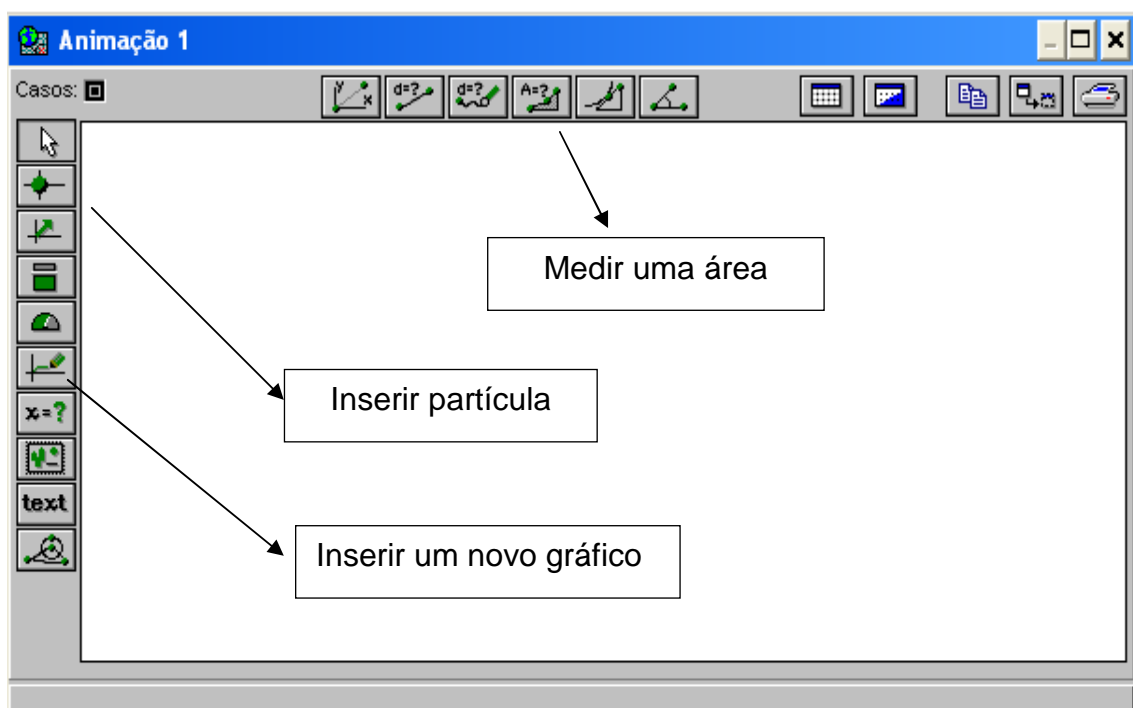 Animação 1
Casos:
y x
d=?
d=?
A=?
Medir uma área
Inserir partícula
x=?
text
Inserir um novo gráfico